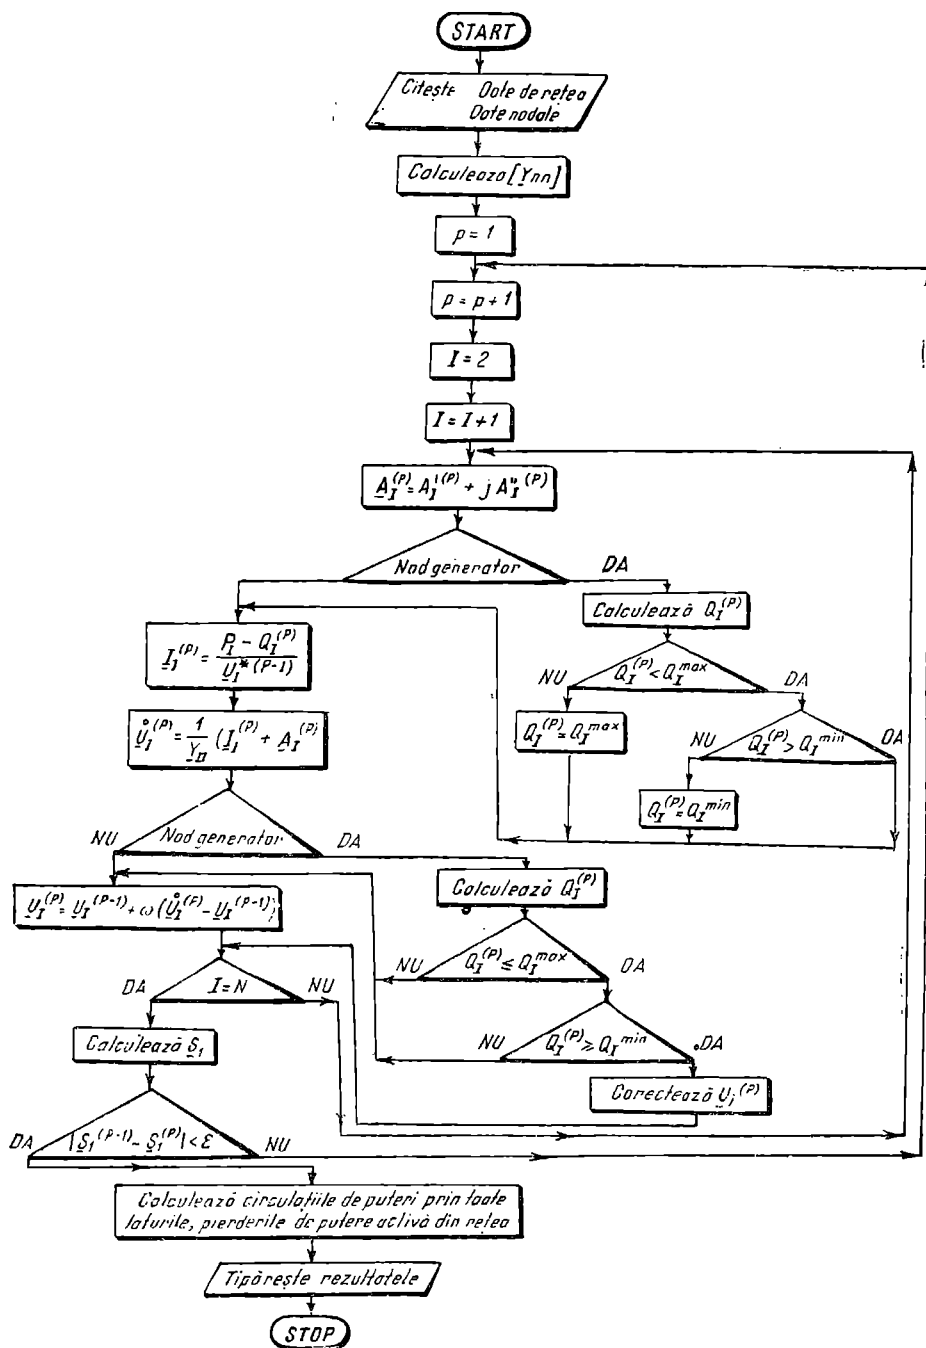 START
Citește Date de rețea
Date nodale
Calculeaza [Ynn]
p = 1
p = p + 1
I = 2
I = I + 1
A_I^(P) = A_I^'(P) + j A_I^"(P)
Nod generator
DA
Calculează Q_I^(P)
I_I^(P) = (P_I − Q_I^(P)) / U_I^*(P-1)
Q_I^(P) < Q_I^max
NU
DA
Ů_I^(P) = 1/Y_II (I_I^(P) + A_I^(P))
Q_I^(P) = Q_I^max
Q_I^(P) > Q_I^min
NU
DA
Q_I^(P) = Q_I^min
Nod generator
NU
DA
Calculează Q_I^(P)
U_I^(P) = U_I^(P-1) + ω (Ů_I^(P) − U_I^(P-1))
Q_I^(P) ≤ Q_I^max
NU
DA
I = N
DA
NU
Calculează S_1
Q_I^(P) ≥ Q_I^min
NU
DA
Corectează U_i^(P)
|S_1^(P-1) − S_1^(P)| < ε
DA
NU
Calculează circulațiile de puteri prin toate
laturile, pierderile de putere activă din rețea
Tipărește rezultatele
STOP